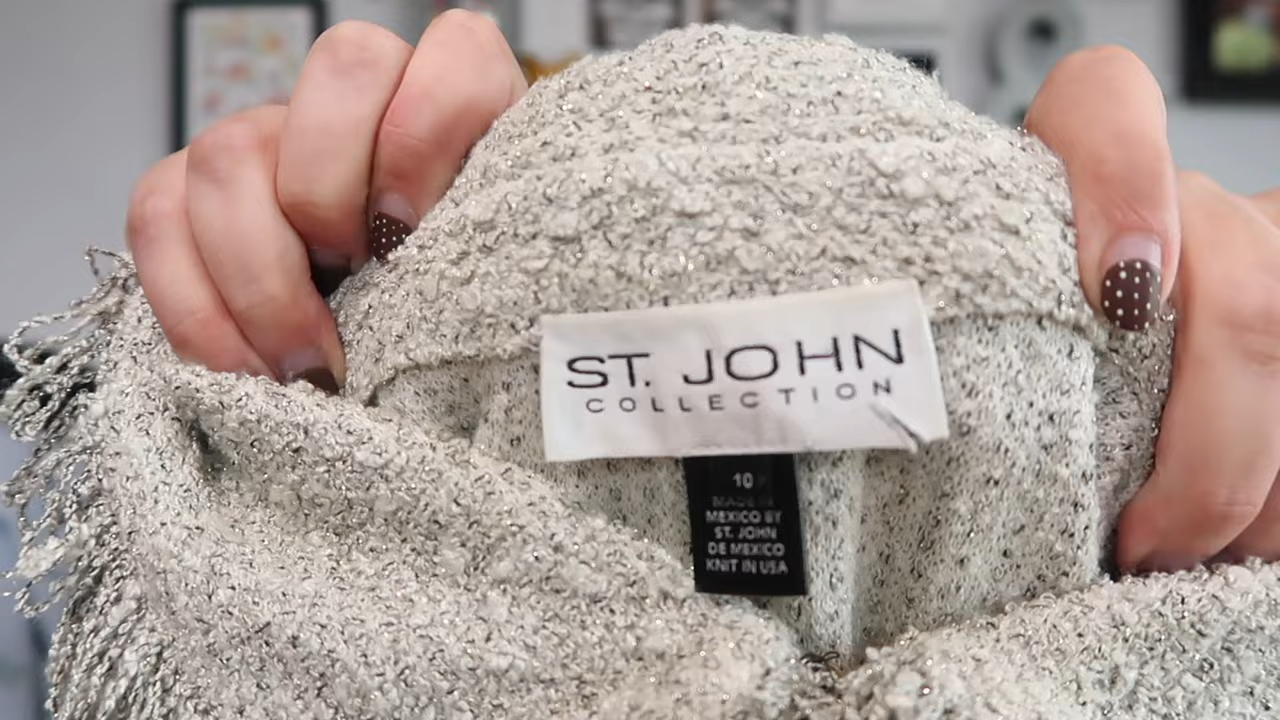 ST. JOHN
COLLECTION
10
MADE IN
MEXICO BY
ST. JOHN
DE MEXICO
KNIT IN USA